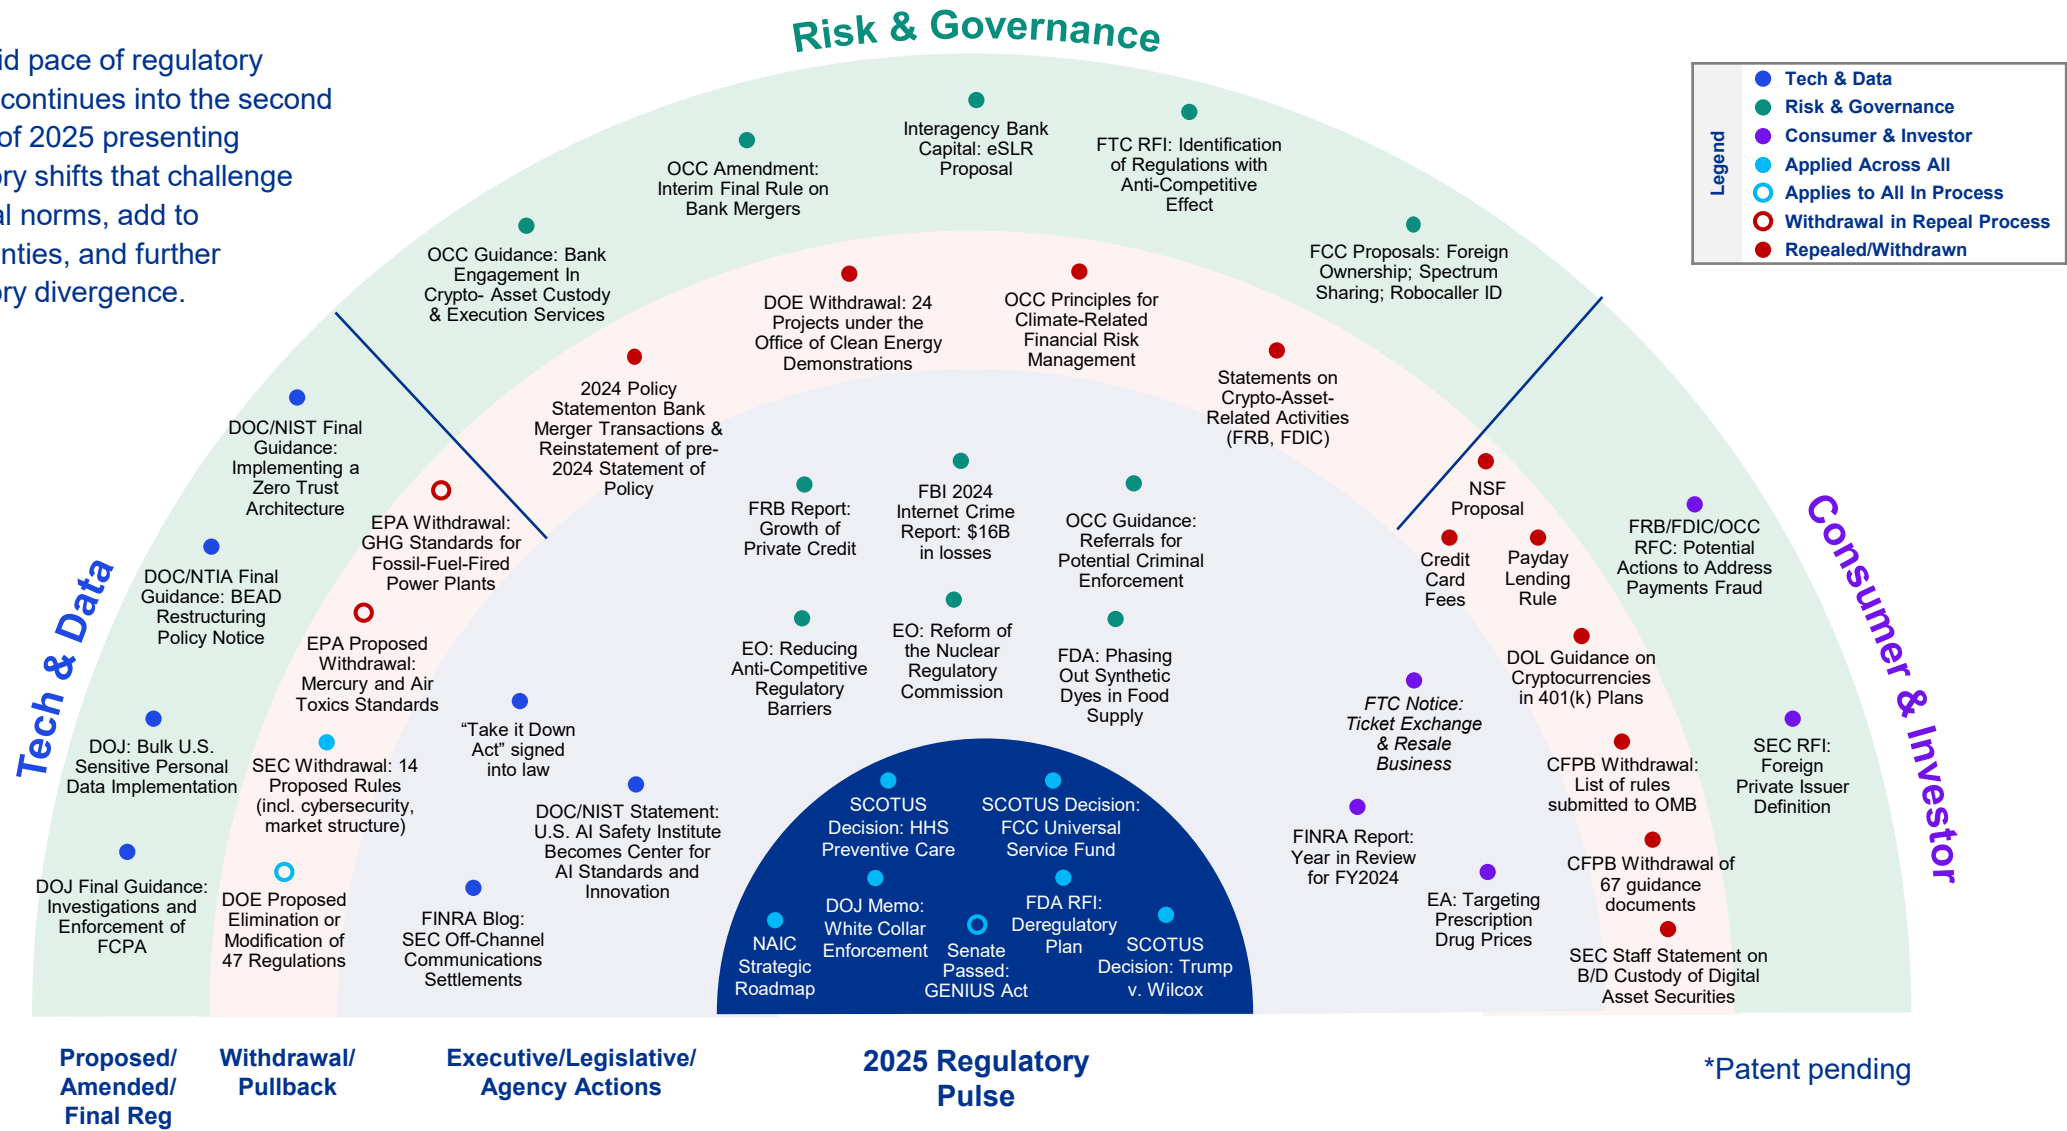 Risk & Governance
id pace of regulatory
continues into the second
of 2025 presenting
ory shifts that challenge
al norms, add to
nties, and further
ory divergence.
Legend
Tech & Data
Risk & Governance
Consumer & Investor
Applied Across All
Applies to All In Process
Withdrawal in Repeal Process
Repealed/Withdrawn
Tech & Data
Consumer & Investor
OCC Guidance: Bank
Engagement In
Crypto- Asset Custody
& Execution Services
OCC Amendment:
Interim Final Rule on
Bank Mergers
Interagency Bank
Capital: eSLR
Proposal
FTC RFI: Identification
of Regulations with
Anti-Competitive
Effect
FCC Proposals: Foreign
Ownership; Spectrum
Sharing; Robocaller ID
2024 Policy
Statementon Bank
Merger Transactions &
Reinstatement of pre-
2024 Statement of
Policy
DOE Withdrawal: 24
Projects under the
Office of Clean Energy
Demonstrations
OCC Principles for
Climate-Related
Financial Risk
Management
Statements on
Crypto-Asset-
Related Activities
(FRB, FDIC)
DOC/NIST Final
Guidance:
Implementing a
Zero Trust
Architecture
DOC/NTIA Final
Guidance: BEAD
Restructuring
Policy Notice
DOJ: Bulk U.S.
Sensitive Personal
Data Implementation
DOJ Final Guidance:
Investigations and
Enforcement of
FCPA
EPA Withdrawal:
GHG Standards for
Fossil-Fuel-Fired
Power Plants
EPA Proposed
Withdrawal:
Mercury and Air
Toxics Standards
SEC Withdrawal: 14
Proposed Rules
(incl. cybersecurity,
market structure)
DOE Proposed
Elimination or
Modification of
47 Regulations
“Take it Down
Act” signed
into law
DOC/NIST Statement:
U.S. AI Safety Institute
Becomes Center for
AI Standards and
Innovation
FINRA Blog:
SEC Off-Channel
Communications
Settlements
FRB Report:
Growth of
Private Credit
FBI 2024
Internet Crime
Report: $16B
in losses
OCC Guidance:
Referrals for
Potential Criminal
Enforcement
EO: Reducing
Anti-Competitive
Regulatory
Barriers
EO: Reform of
the Nuclear
Regulatory
Commission
FDA: Phasing
Out Synthetic
Dyes in Food
Supply
NSF
Proposal
Credit
Card
Fees
Payday
Lending
Rule
DOL Guidance on
Cryptocurrencies
in 401(k) Plans
CFPB Withdrawal:
List of rules
submitted to OMB
CFPB Withdrawal of
67 guidance
documents
SEC Staff Statement on
B/D Custody of Digital
Asset Securities
FRB/FDIC/OCC
RFC: Potential
Actions to Address
Payments Fraud
SEC RFI:
Foreign
Private Issuer
Definition
FTC Notice:
Ticket Exchange
& Resale
Business
FINRA Report:
Year in Review
for FY2024
EA: Targeting
Prescription
Drug Prices
SCOTUS
Decision: HHS
Preventive Care
SCOTUS Decision:
FCC Universal
Service Fund
NAIC
Strategic
Roadmap
DOJ Memo:
White Collar
Enforcement
Senate
Passed:
GENIUS Act
FDA RFI:
Deregulatory
Plan
SCOTUS
Decision: Trump
v. Wilcox
Proposed/
Amended/
Final Reg
Withdrawal/
Pullback
Executive/Legislative/
Agency Actions
2025 Regulatory
Pulse
*Patent pending